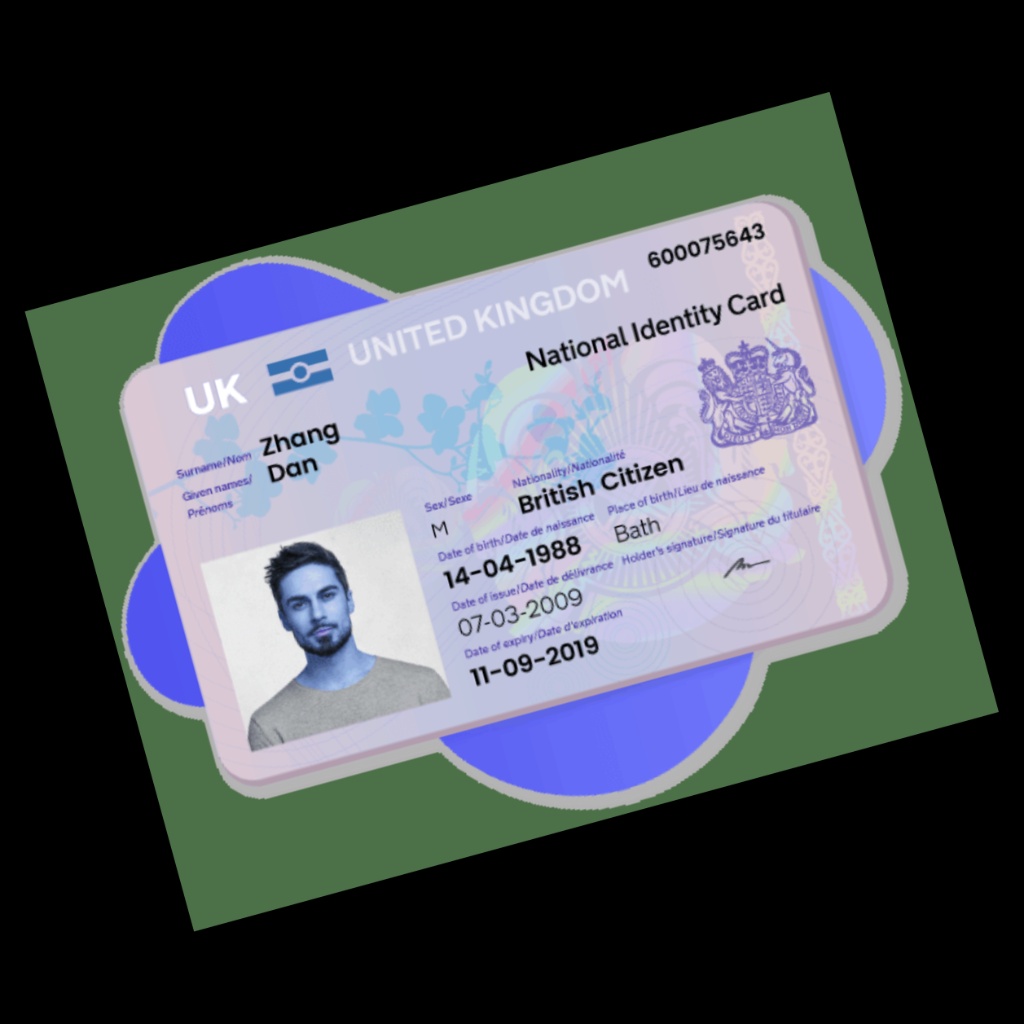 600075643
UK UNITED KINGDOM
National Identity Card
Surname/Nom Zhang
Given names/ Dan
Prénoms
Sex/Sexe Nationality/Nationalité
M British Citizen
Date of birth/Date de naissance Place of birth/Lieu de naissance
14-04-1988 Bath
Date of issue/Date de délivrance Holder's signature/Signature du titulaire
07-03-2009
Date of expiry/Date d'expiration
11-09-2019